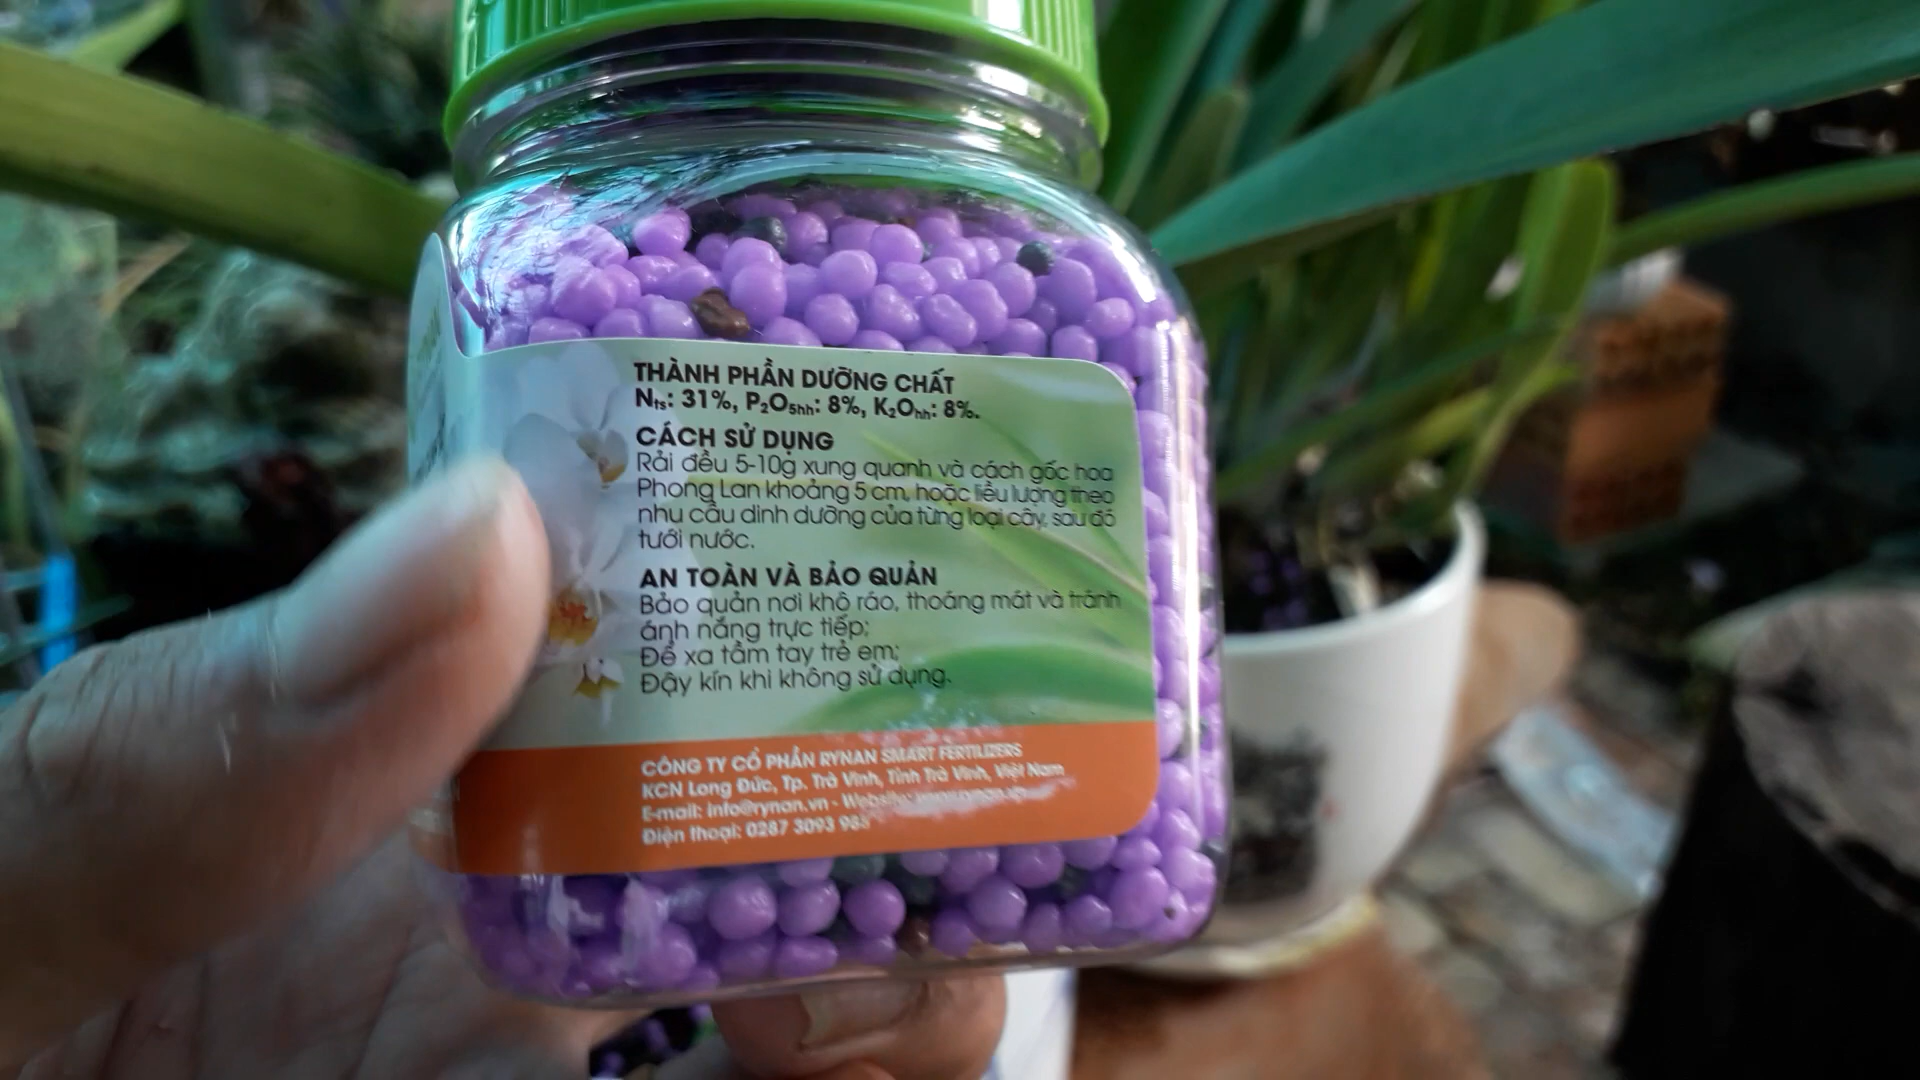 THÀNH PHẦN DƯỠNG CHẤT
Nts: 31%, P2O5hh: 8%, K2Ohh: 8%.
CÁCH SỬ DỤNG
Rải đều 5-10g xung quanh và cách gốc hoa
Phong Lan khoảng 5 cm, hoặc liều lượng theo
nhu cầu dinh dưỡng của từng loại cây, sau đó
tưới nước.
AN TOÀN VÀ BẢO QUẢN
Bảo quản nơi khô ráo, thoáng mát và tránh
ánh nắng trực tiếp;
Để xa tầm tay trẻ em;
Đậy kín khi không sử dụng.
CÔNG TY CỔ PHẦN RYNAN SMART FERTILIZERS
KCN Long Đức, Tp. Trà Vinh, Tỉnh Trà Vinh, Việt Nam
E-mail: info@rynan.vn - Website:
Điện thoại: 0287 3093